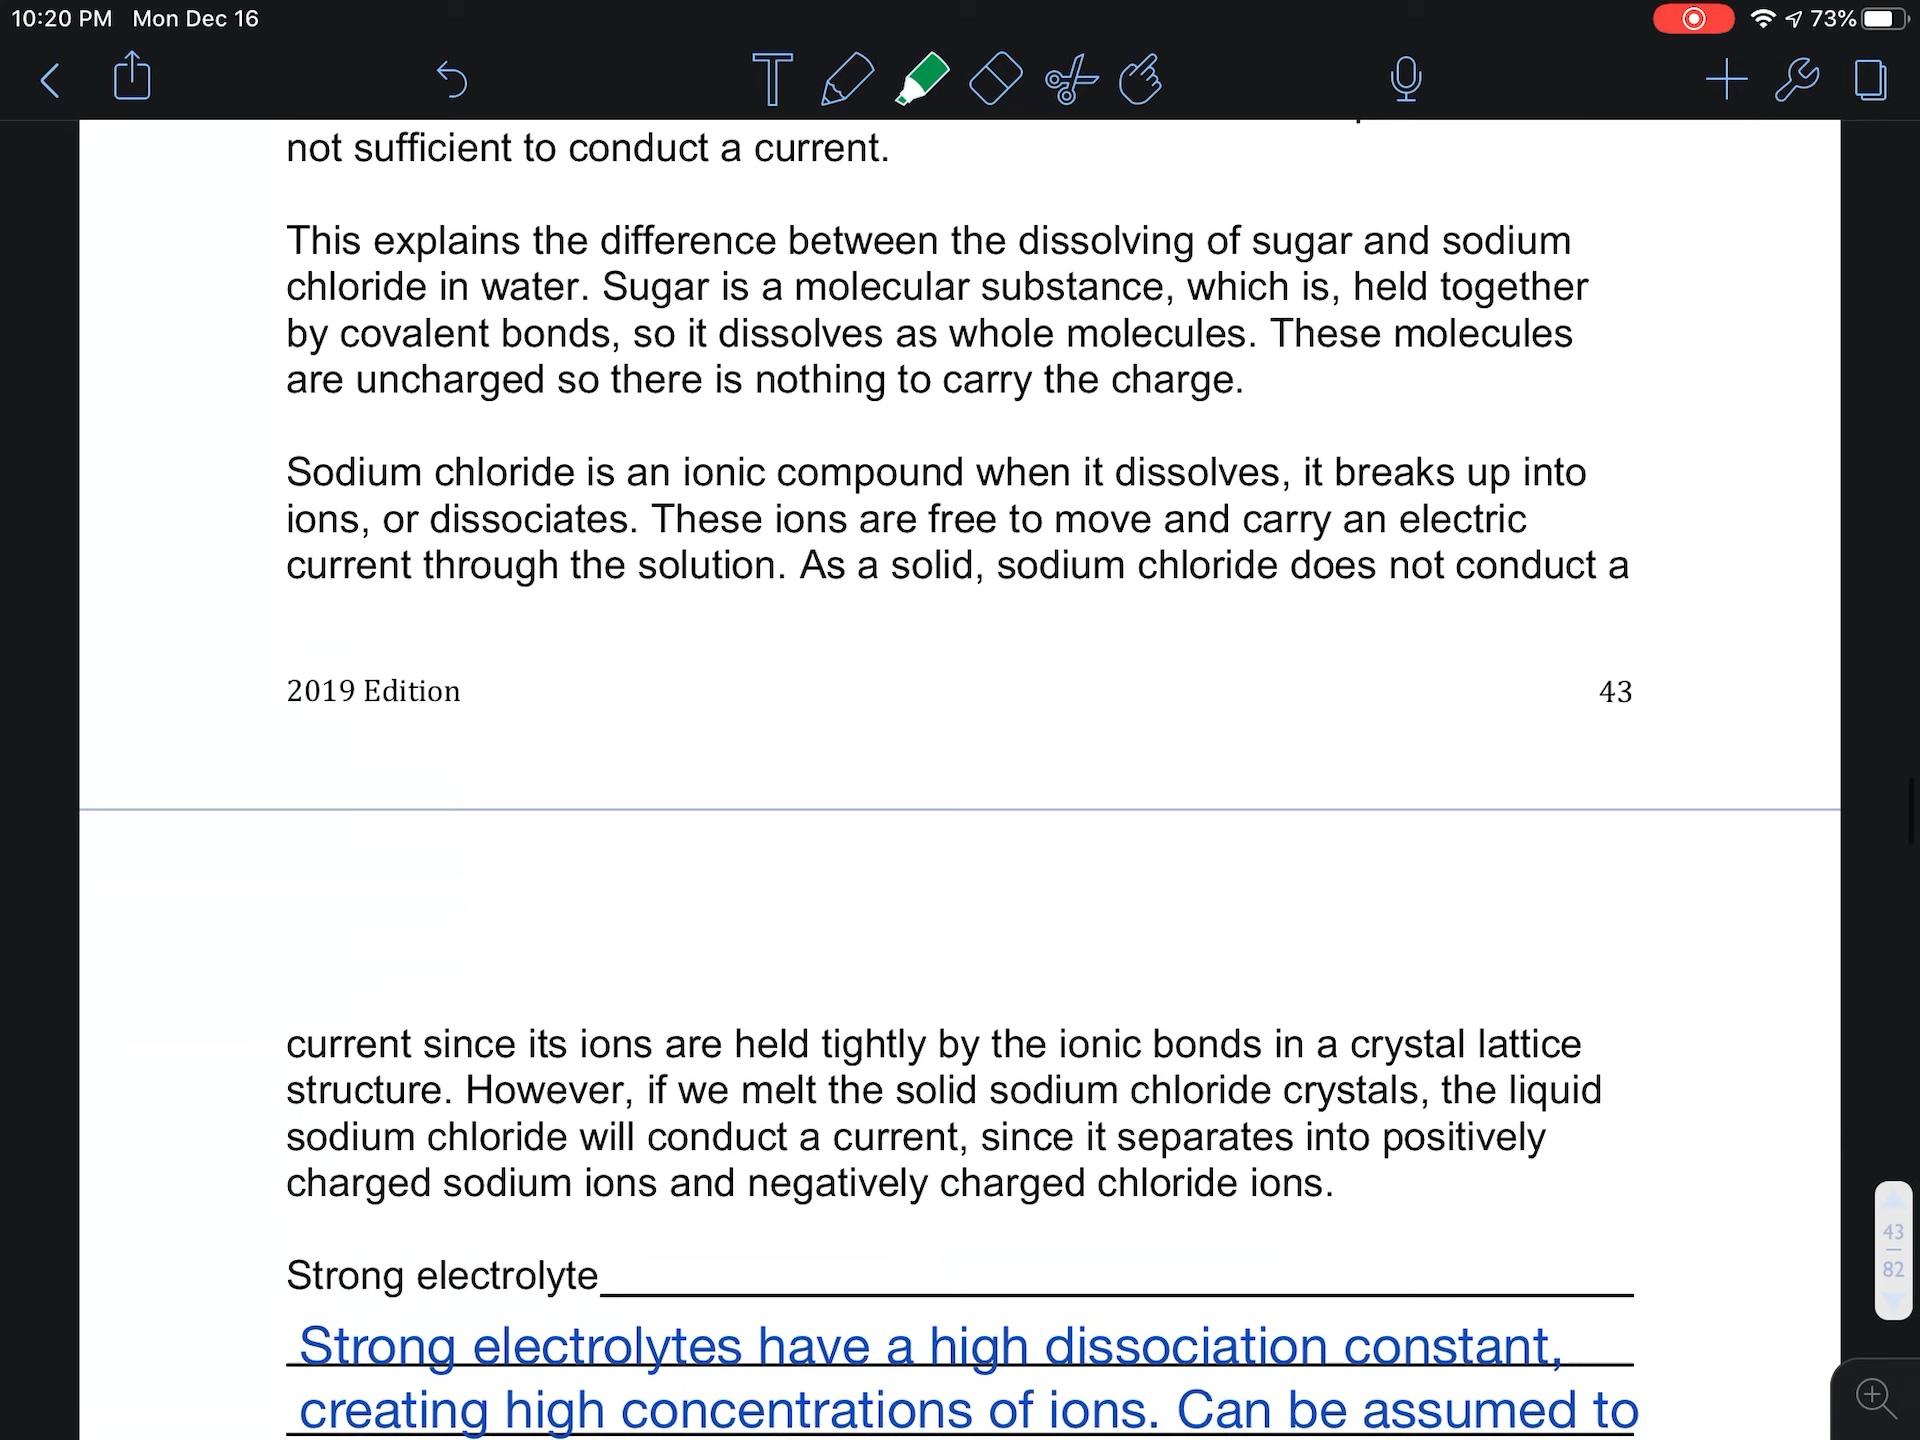 10:20 PM Mon Dec 16
73%
not sufficient to conduct a current.
This explains the difference between the dissolving of sugar and sodium
chloride in water. Sugar is a molecular substance, which is, held together
by covalent bonds, so it dissolves as whole molecules. These molecules
are uncharged so there is nothing to carry the charge.
Sodium chloride is an ionic compound when it dissolves, it breaks up into
ions, or dissociates. These ions are free to move and carry an electric
current through the solution. As a solid, sodium chloride does not conduct a
2019 Edition 43
current since its ions are held tightly by the ionic bonds in a crystal lattice
structure. However, if we melt the solid sodium chloride crystals, the liquid
sodium chloride will conduct a current, since it separates into positively
charged sodium ions and negatively charged chloride ions.
43
82
Strong electrolyte
Strong electrolytes have a high dissociation constant,
creating high concentrations of ions. Can be assumed to